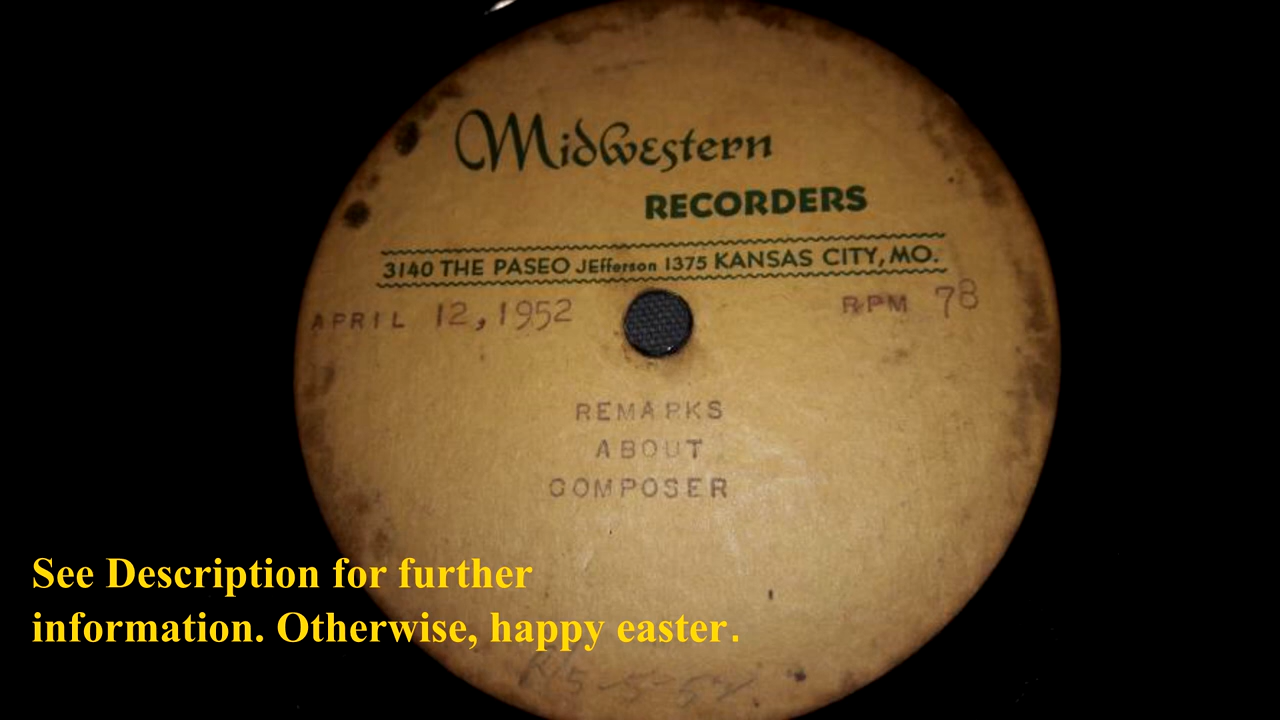 Midwestern
RECORDERS
3140 THE PASEO JEfferson 1375 KANSAS CITY, MO.
APRIL 12, 1952 RPM 78
REMARKS
ABOUT
COMPOSER
See Description for further
information. Otherwise, happy easter.